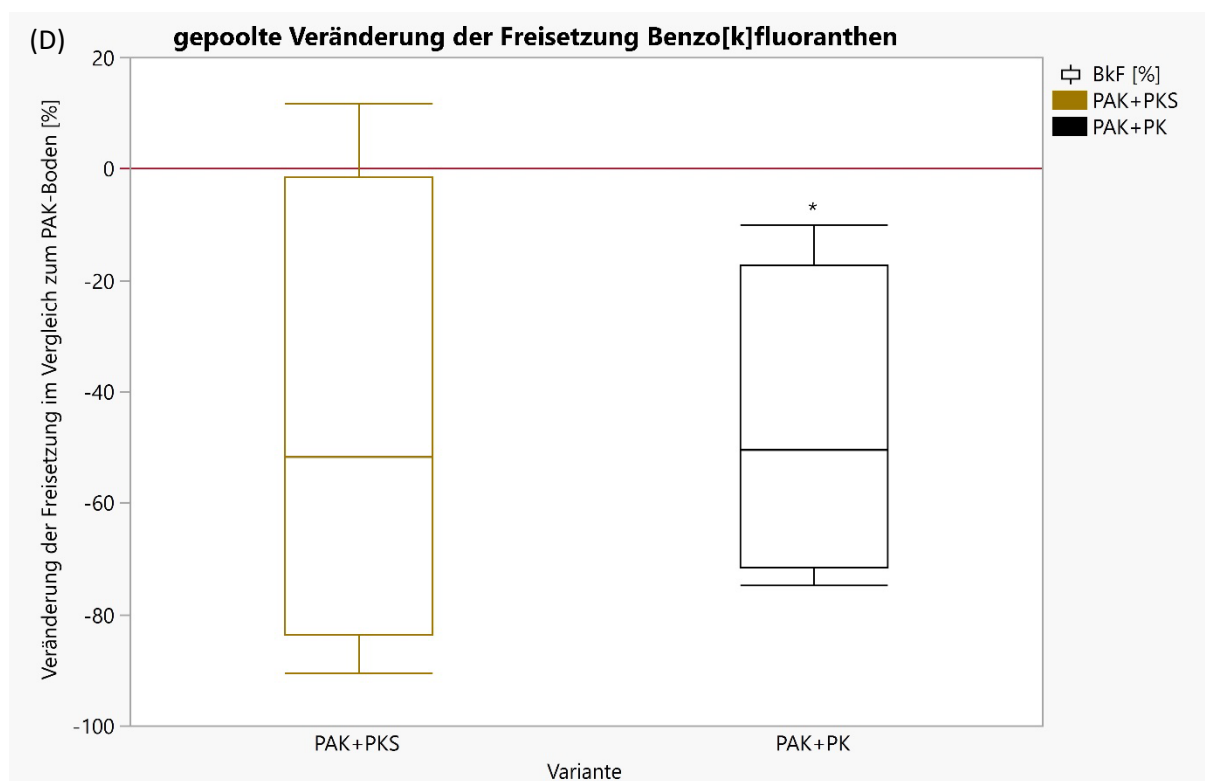 (D)
gepoolte Veränderung der Freisetzung Benzo[k]fluoranthen
Veränderung der Freisetzung im Vergleich zum PAK-Boden [%]
20
0
-20
-40
-60
-80
-100
*
PAK+PKS
PAK+PK
Variante
BkF [%]
PAK+PKS
PAK+PK